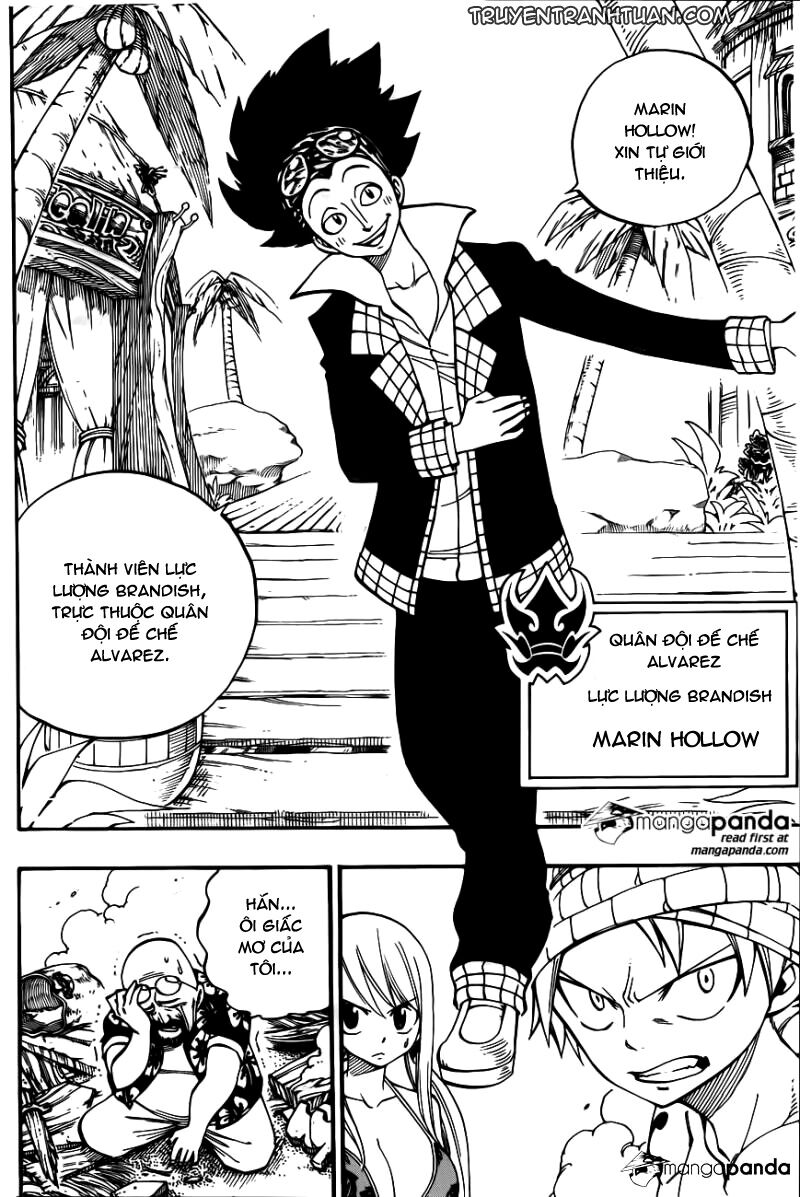 TRUYENTRANHTUAN.COM
MARIN
HOLLOW!
XIN TỰ GIỚI
THIỆU.
THÀNH VIÊN LỰC
LƯỢNG BRANDISH,
TRỰC THUỘC QUÂN
ĐỘI ĐẾ CHẾ
ALVAREZ.
QUÂN ĐỘI ĐẾ CHẾ
ALVAREZ
LỰC LƯỢNG BRANDISH
MARIN HOLLOW
mangapanda
read first at
mangapanda.com
HẮN...
ÔI GIẤC
MƠ CỦA
TÔI...
mangapanda